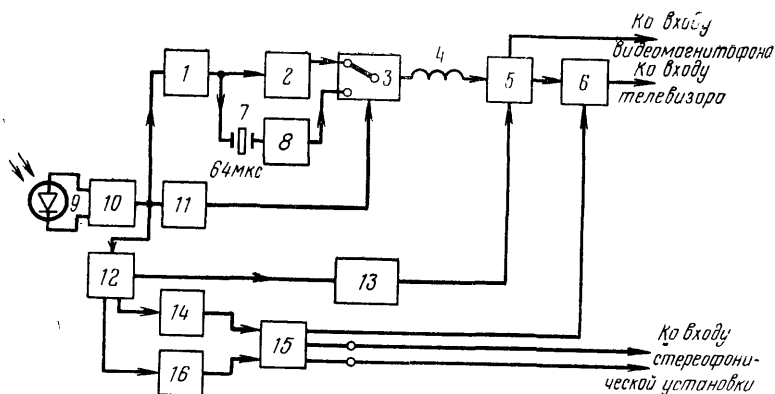 Ко входу
видеомагнитофона
Ко входу
телевизора
1
2
3
4
5
6
7
8
64мкс
9
10
11
12
13
14
15
16
Ко входу
стереофони-
ческой установки